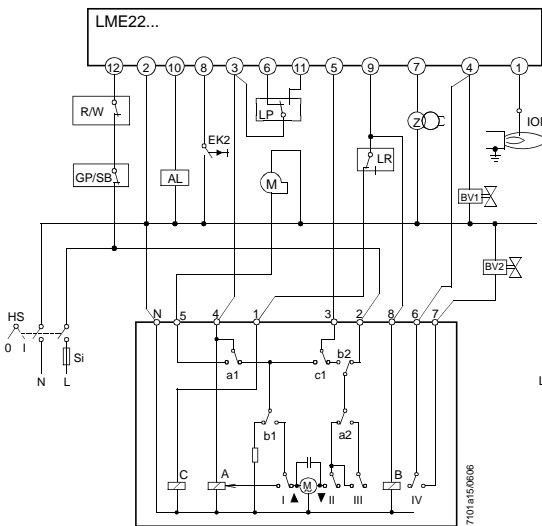 LME22...
12 2 10 8 3 6 11 5 9 7 4 1
R/W
LP
Z
ION
EK2
GP/SB
AL
M
LR
BV1
BV2
HS
0 I
Si
N L
N 5 4 1 3 2 8 6 7
a1
c1
b2
b1
a2
C
A
I
M
II
III
B
IV
7101a15/0606